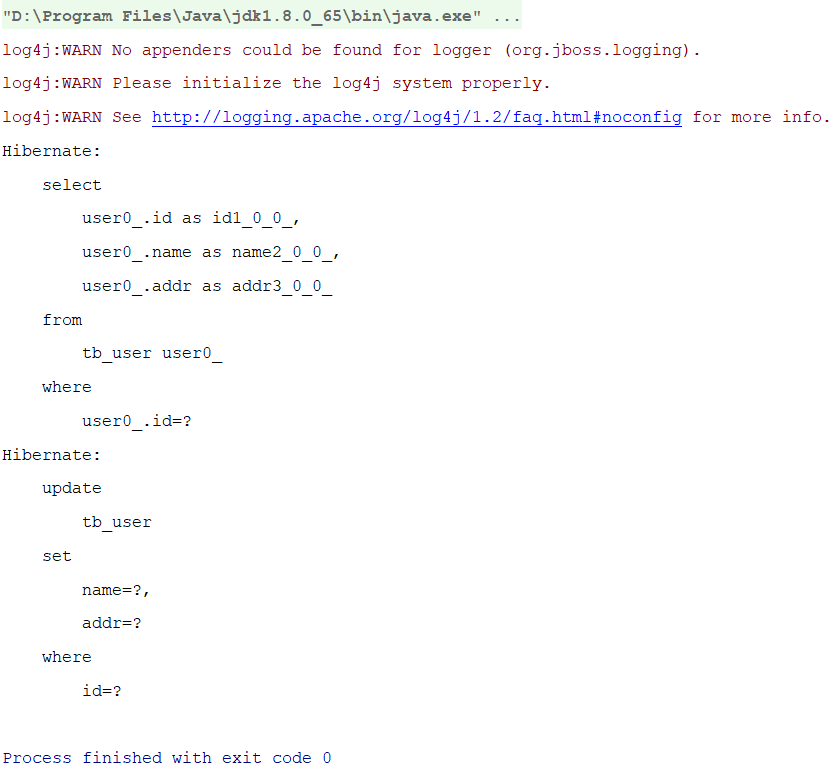 "D:\Program Files\Java\jdk1.8.0_65\bin\java.exe" ...
log4j:WARN No appenders could be found for logger (org.jboss.logging).
log4j:WARN Please initialize the log4j system properly.
log4j:WARN See http://logging.apache.org/log4j/1.2/faq.html#noconfig for more info.
Hibernate:
    select
        user0_.id as id1_0_0_,
        user0_.name as name2_0_0_,
        user0_.addr as addr3_0_0_
    from
        tb_user user0_
    where
        user0_.id=?
Hibernate:
    update
        tb_user
    set
        name=?,
        addr=?
    where
        id=?
Process finished with exit code 0